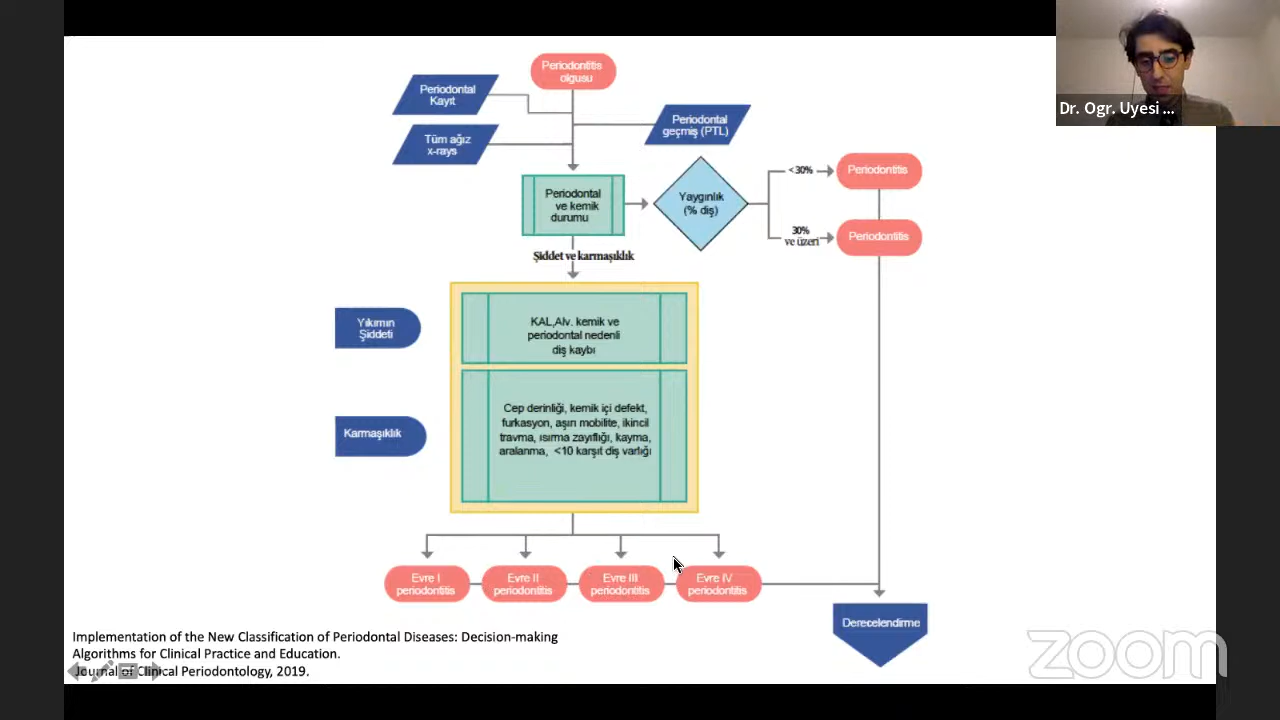 Periodontitis
olgusu
Periodontal
Kayıt
Tüm ağız
x-rays
Periodontal
geçmiş (PTL)
Periodontal
ve kemik
durumu
Yaygınlık
(% diş)
< 30%
Periodontitis
30%
ve üzeri
Periodontitis
Şiddet ve karmaşıklık
Yıkımın
Şiddeti
KAL,Alv. kemik ve
periodontal nedenli
diş kaybı
Karmaşıklık
Cep derinliği, kemik içi defekt,
furkasyon, aşırı mobilite, ikincil
travma, ısırma zayıflığı, kayma,
aralanma, <10 karşıt diş varlığı
Evre I
periodontitis
Evre II
periodontitis
Evre III
periodontitis
Evre IV
periodontitis
Derecelendirme
Implementation of the New Classification of Periodontal Diseases: Decision-making
Algorithms for Clinical Practice and Education.
Journal of Clinical Periodontology, 2019.
Dr. Ogr. Uyesi ...
zoom